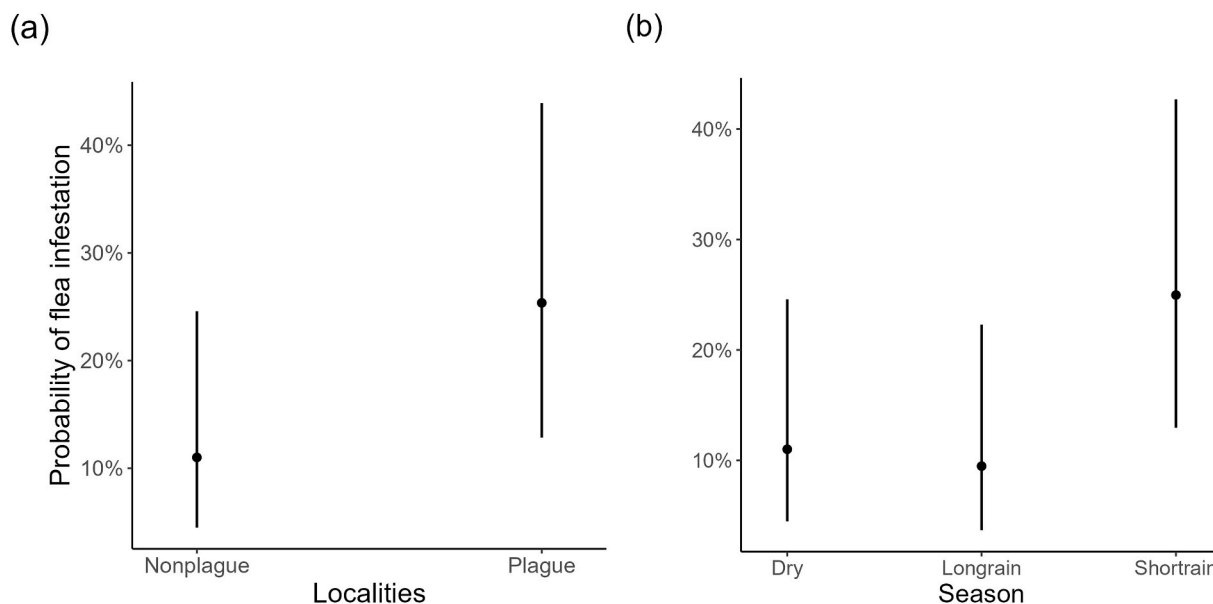 (a)
Probability of flea infestation
40%
30%
20%
10%
Nonplague
Plague
Localities
(b)
40%
30%
20%
10%
Dry
Longrain
Shortrain
Season